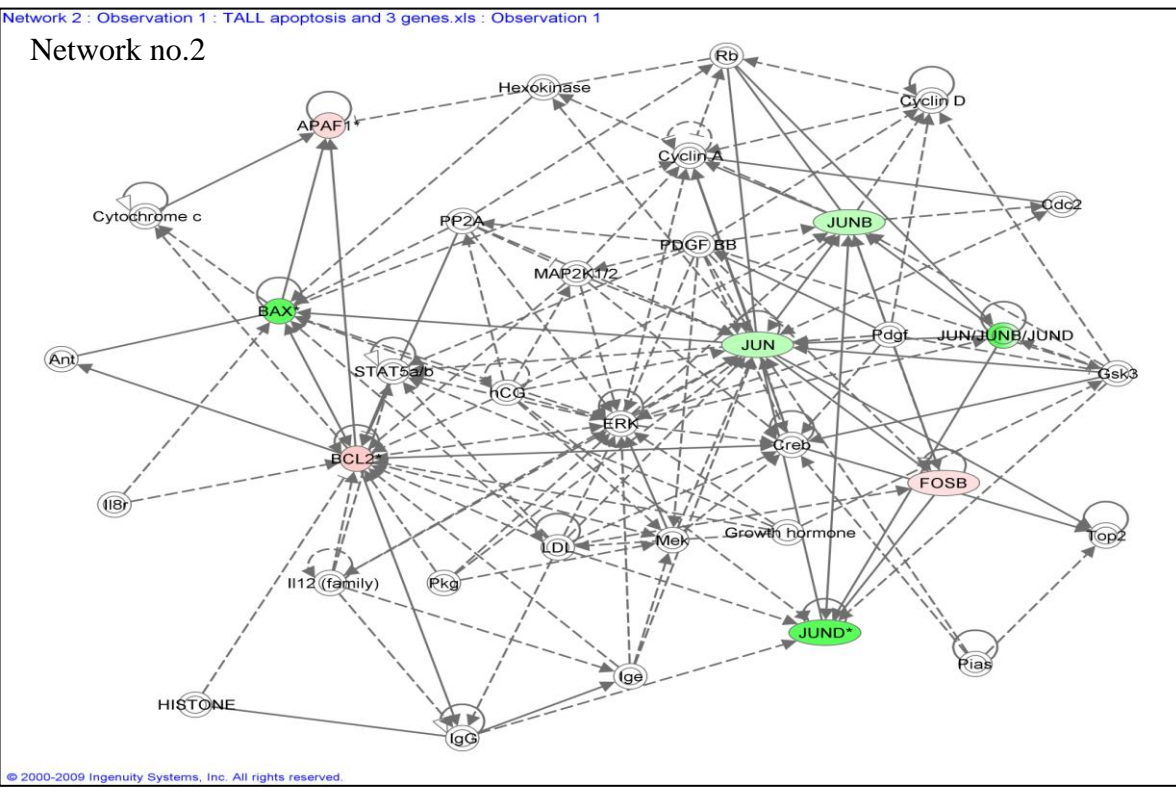 Network 2 : Observation 1 : TALL apoptosis and 3 genes.xls : Observation 1
Network no.2
Rb
Hexokinase
Cyclin D
APAF1*
Cyclin A
Cytochrome c
Cdc2
PP2A
JUNB
PDGF BB
MAP2K1/2
BAX*
Pdgf
JUN/JUNB/JUND
JUN
Ant
STAT5a/b
Gsk3
hCG
ERK
Creb
BCL2*
FOSB
Il8r
Growth hormone
Top2
Mek
LDL
Il12 (family)
Pkg
JUND*
Pias
Ige
HISTONE
IgG
© 2000-2009 Ingenuity Systems, Inc. All rights reserved.